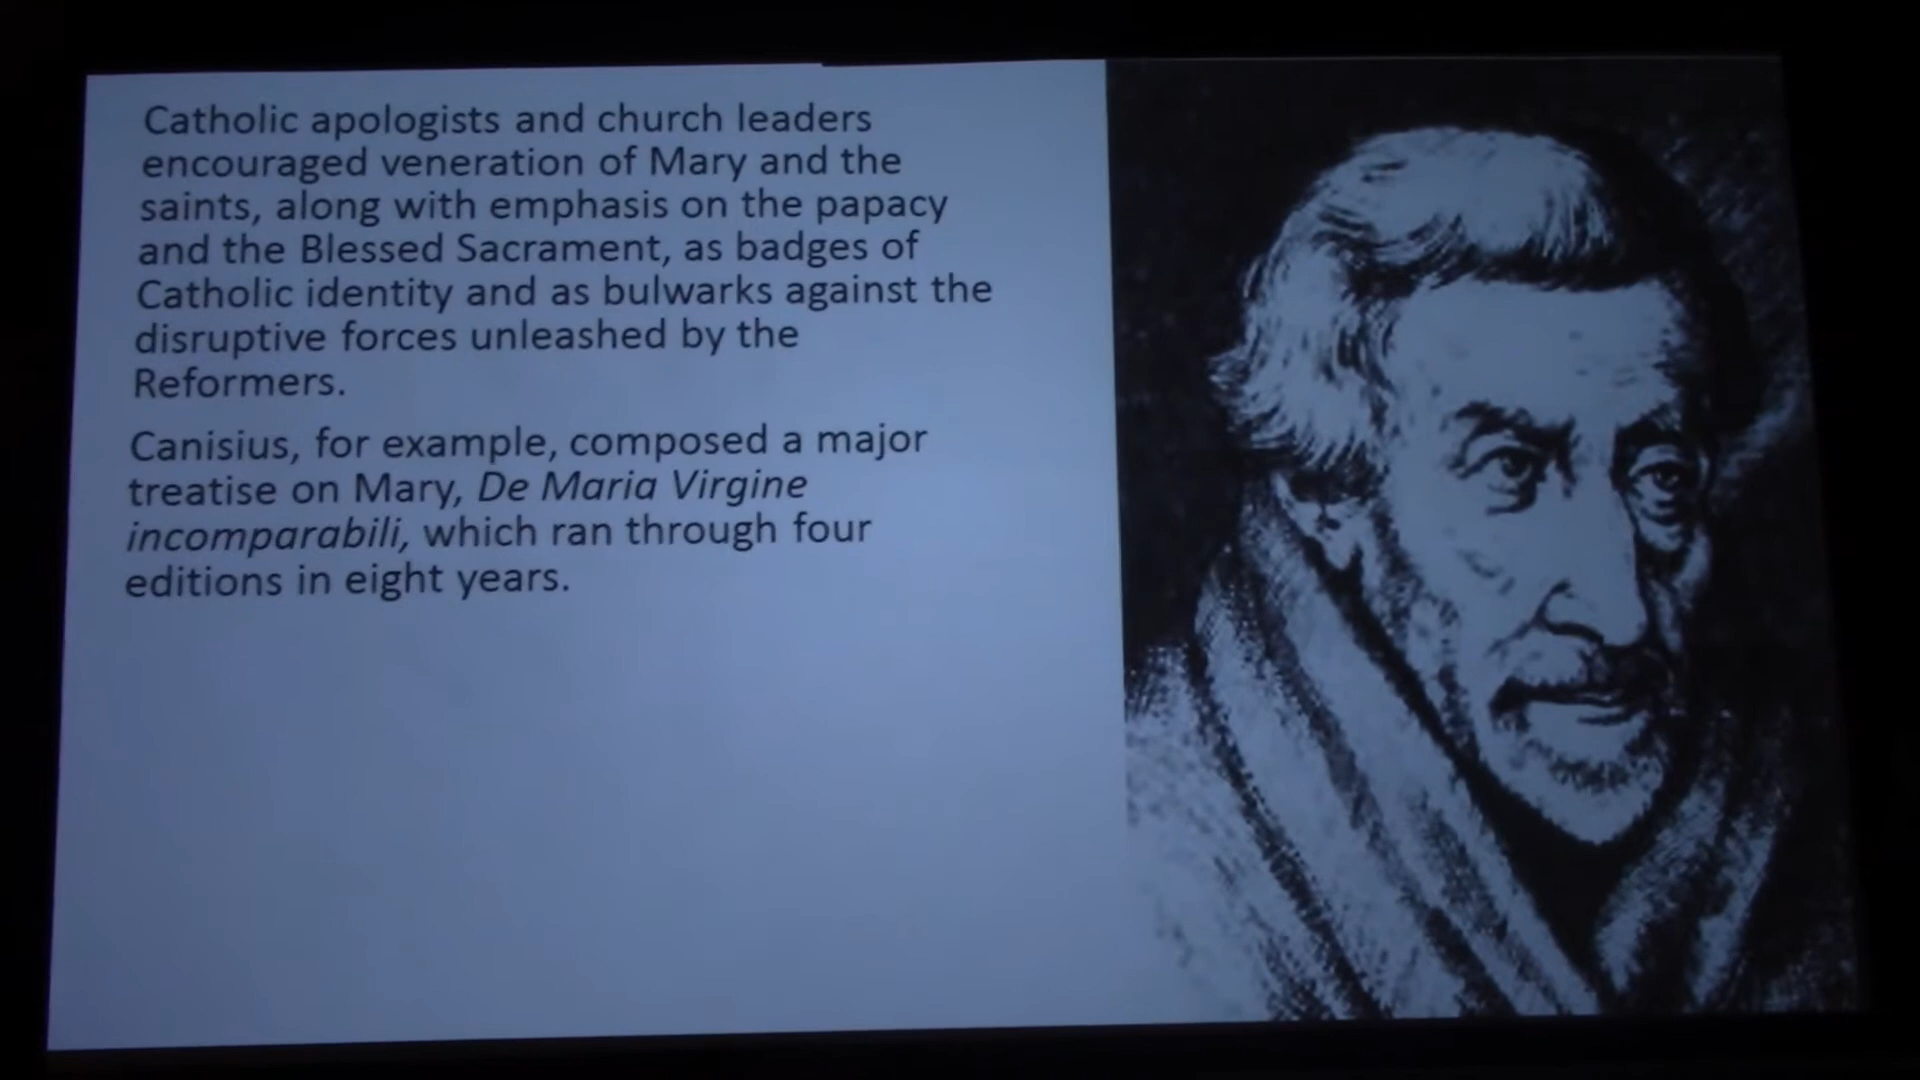 Catholic apologists and church leaders
encouraged veneration of Mary and the
saints, along with emphasis on the papacy
and the Blessed Sacrament, as badges of
Catholic identity and as bulwarks against the
disruptive forces unleashed by the
Reformers.
Canisius, for example, composed a major
treatise on Mary, De Maria Virgine
incomparabili, which ran through four
editions in eight years.